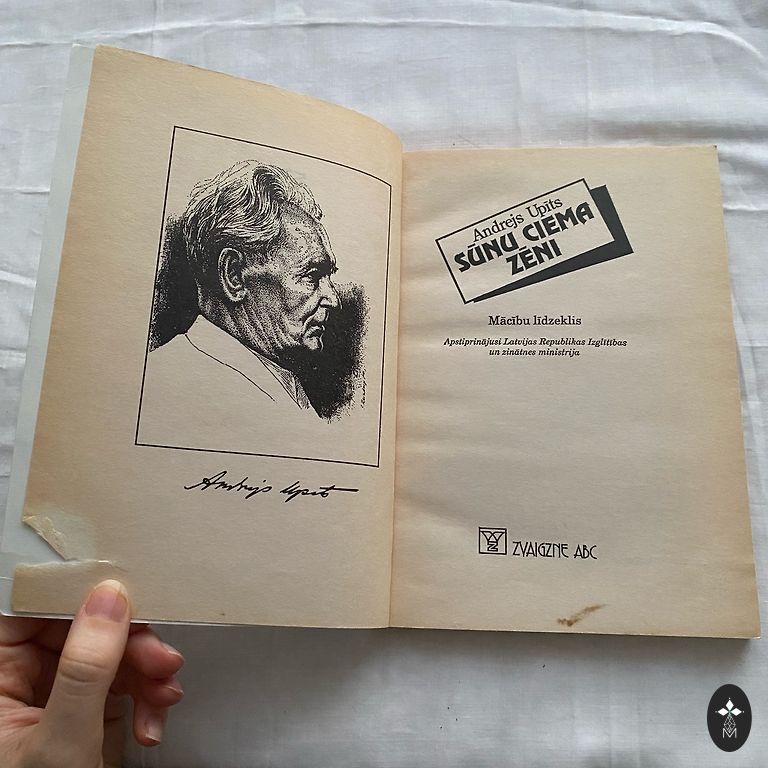 Andrejs Upīts
Andrejs Upīts
SŪNU CIEMA
ZĒNI
Mācību līdzeklis
Apstiprinājusi Latvijas Republikas Izglītības
un zinātnes ministrija
ZVAIGZNE ABC
M